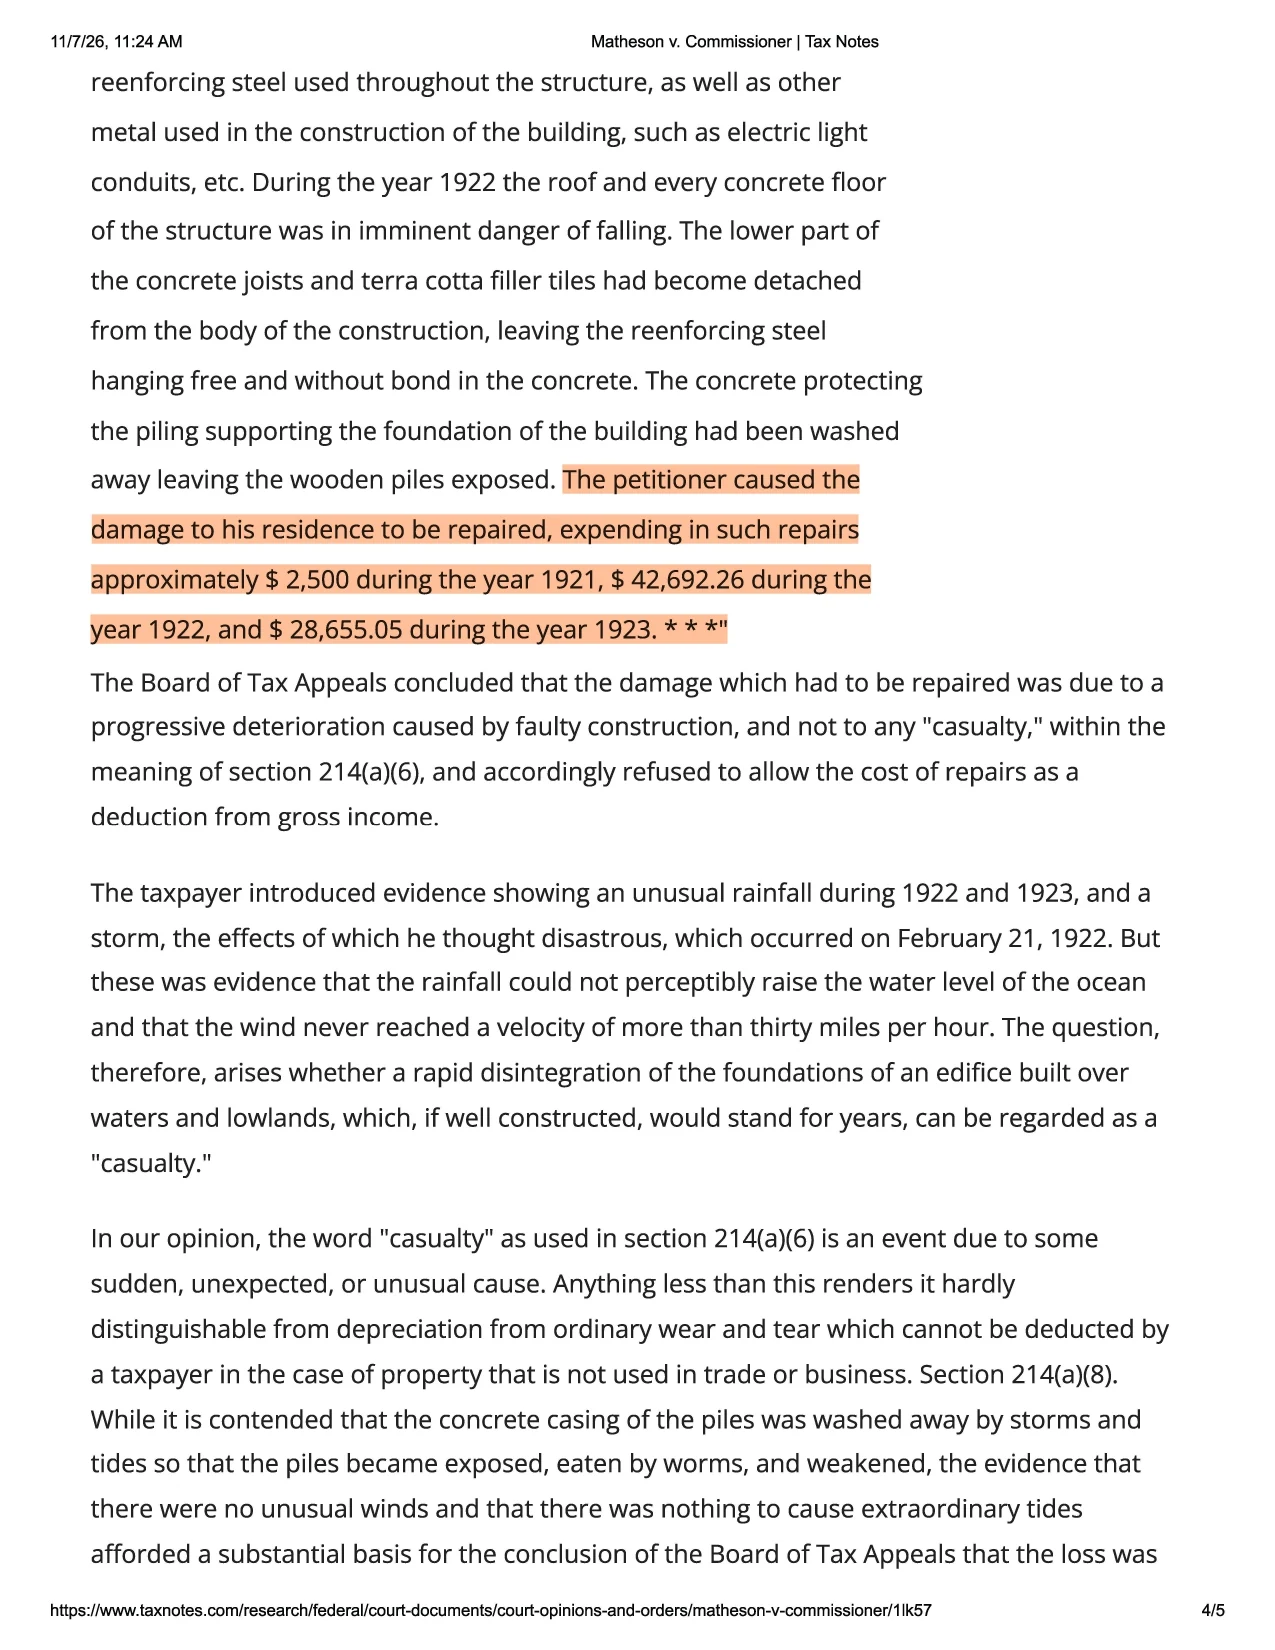 11/7/26, 11:24 AM
Matheson v. Commissioner | Tax Notes
reenforcing steel used throughout the structure, as well as other
metal used in the construction of the building, such as electric light
conduits, etc. During the year 1922 the roof and every concrete floor
of the structure was in imminent danger of falling. The lower part of
the concrete joists and terra cotta filler tiles had become detached
from the body of the construction, leaving the reenforcing steel
hanging free and without bond in the concrete. The concrete protecting
the piling supporting the foundation of the building had been washed
away leaving the wooden piles exposed. The petitioner caused the
damage to his residence to be repaired, expending in such repairs
approximately $ 2,500 during the year 1921, $ 42,692.26 during the
year 1922, and $ 28,655.05 during the year 1923. * * *"
The Board of Tax Appeals concluded that the damage which had to be repaired was due to a
progressive deterioration caused by faulty construction, and not to any "casualty," within the
meaning of section 214(a)(6), and accordingly refused to allow the cost of repairs as a
deduction from gross income.
The taxpayer introduced evidence showing an unusual rainfall during 1922 and 1923, and a
storm, the effects of which he thought disastrous, which occurred on February 21, 1922. But
these was evidence that the rainfall could not perceptibly raise the water level of the ocean
and that the wind never reached a velocity of more than thirty miles per hour. The question,
therefore, arises whether a rapid disintegration of the foundations of an edifice built over
waters and lowlands, which, if well constructed, would stand for years, can be regarded as a
"casualty."
In our opinion, the word "casualty" as used in section 214(a)(6) is an event due to some
sudden, unexpected, or unusual cause. Anything less than this renders it hardly
distinguishable from depreciation from ordinary wear and tear which cannot be deducted by
a taxpayer in the case of property that is not used in trade or business. Section 214(a)(8).
While it is contended that the concrete casing of the piles was washed away by storms and
tides so that the piles became exposed, eaten by worms, and weakened, the evidence that
there were no unusual winds and that there was nothing to cause extraordinary tides
afforded a substantial basis for the conclusion of the Board of Tax Appeals that the loss was
https://www.taxnotes.com/research/federal/court-documents/court-opinions-and-orders/matheson-v-commissioner/1lk57
4/5